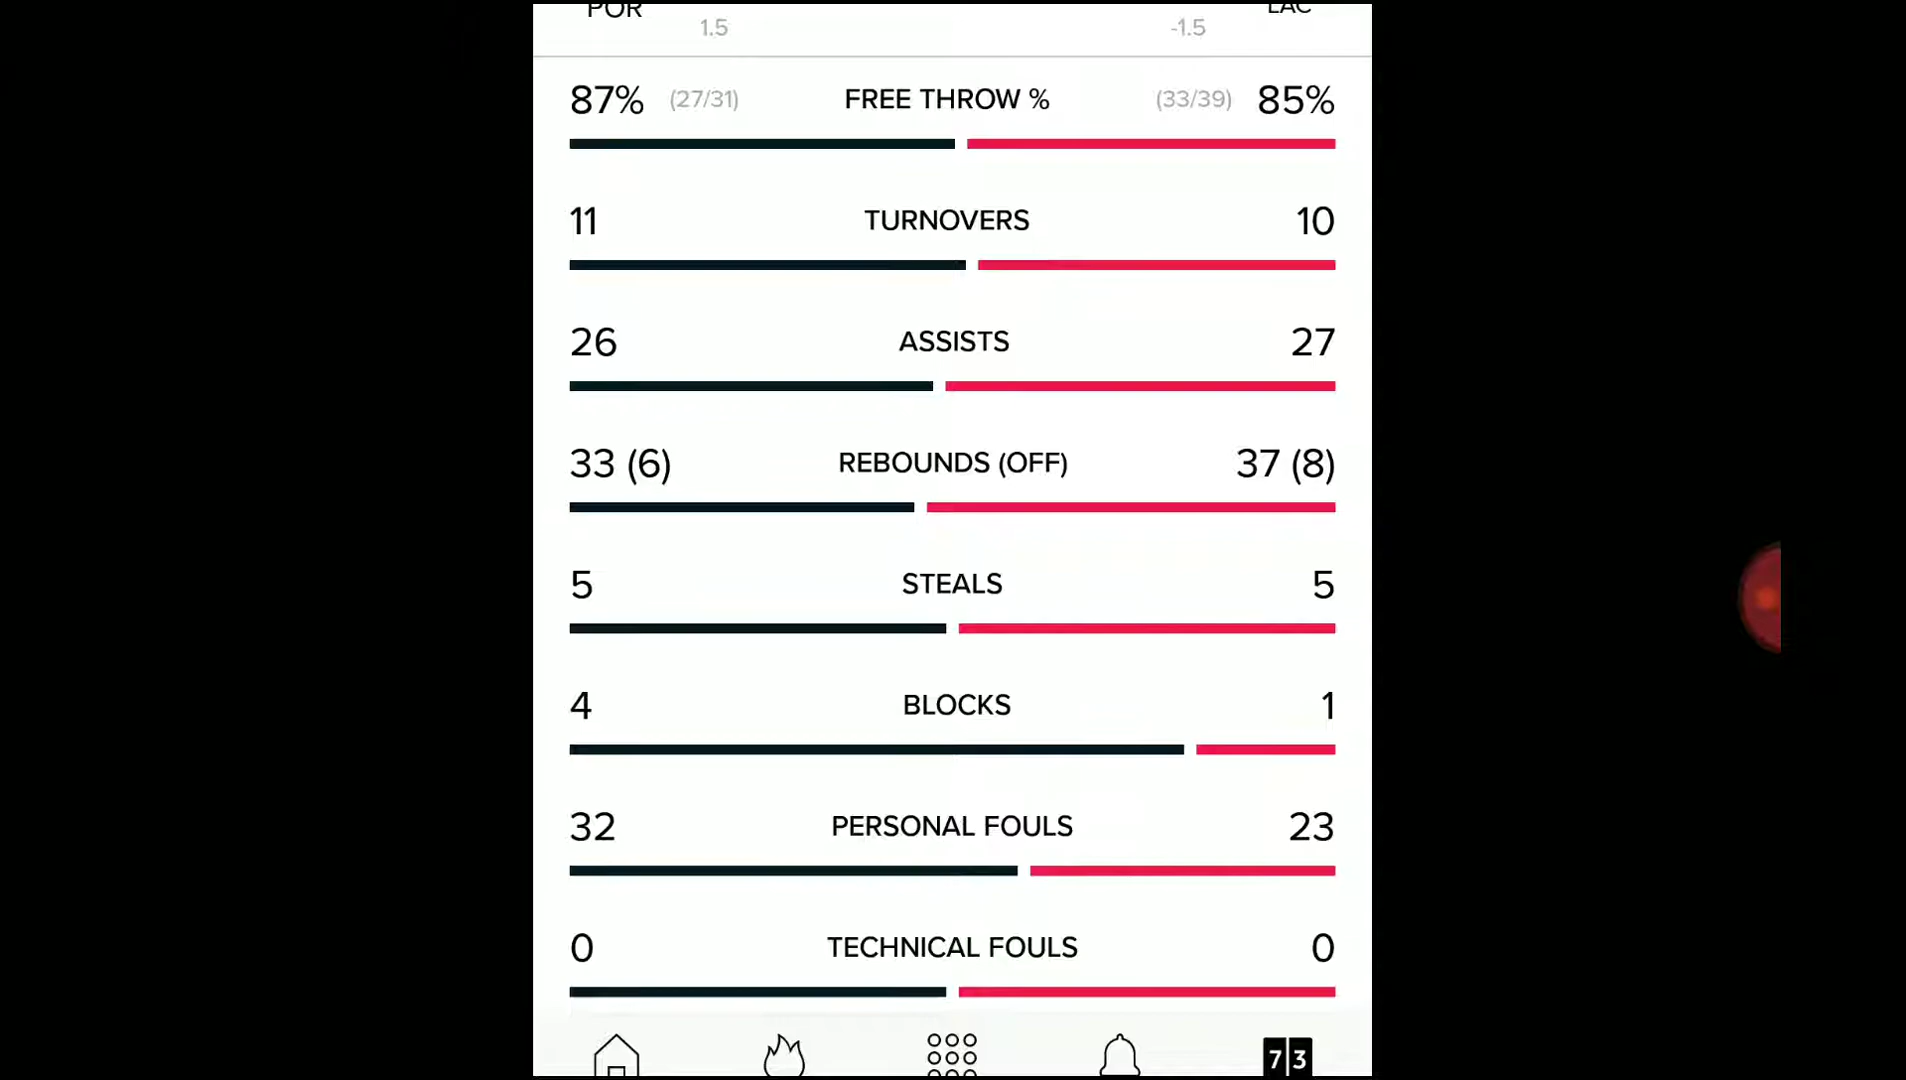 POR LAC
1.5 -1.5
87% (27/31) FREE THROW % (33/39) 85%
11 TURNOVERS 10
26 ASSISTS 27
33 (6) REBOUNDS (OFF) 37 (8)
5 STEALS 5
4 BLOCKS 1
32 PERSONAL FOULS 23
0 TECHNICAL FOULS 0
7|3